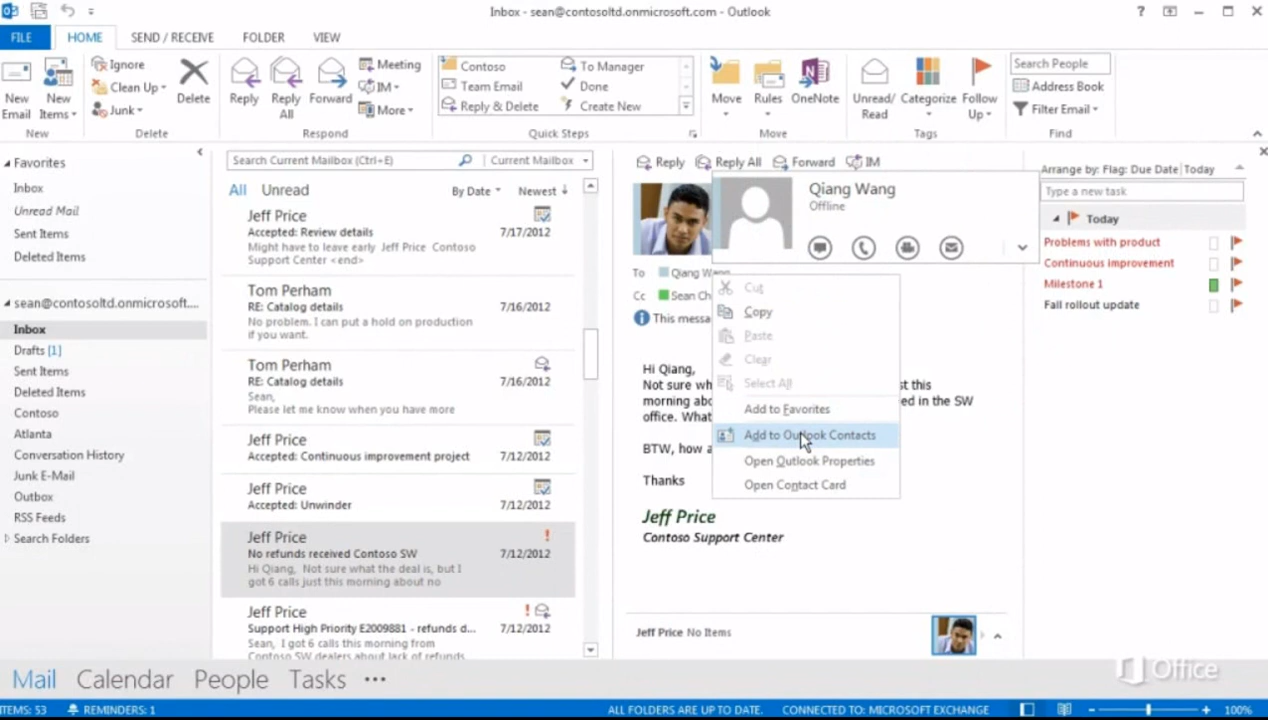 Inbox - sean@contosoltd.onmicrosoft.com - Outlook
FILE HOME SEND / RECEIVE FOLDER VIEW
New Email
New Items
New
Ignore
Clean Up
Junk
Delete
Delete
Reply
Reply All
Forward
Meeting
IM
More
Respond
Contoso
Team Email
Reply & Delete
To Manager
Done
Create New
Quick Steps
Move
Rules
OneNote
Move
Unread/ Read
Categorize
Follow Up
Tags
Search People
Address Book
Filter Email
Find
Favorites
Inbox
Unread Mail
Sent Items
Deleted Items
sean@contosoltd.onmicrosoft....
Inbox
Drafts [1]
Sent Items
Deleted Items
Contoso
Atlanta
Conversation History
Junk E-Mail
Outbox
RSS Feeds
Search Folders
Search Current Mailbox (Ctrl+E) Current Mailbox
All Unread By Date Newest
Jeff Price
Accepted: Review details 7/17/2012
Might have to leave early Jeff Price Contoso
Support Center <end>
Tom Perham
RE: Catalog details 7/16/2012
No problem. I can put a hold on production
if you want.
Tom Perham
RE: Catalog details 7/16/2012
Sean,
Please let me know when you have more
Jeff Price
Accepted: Continuous improvement project 7/12/2012
Jeff Price
Accepted: Unwinder 7/12/2012
Jeff Price
No refunds received Contoso SW 7/12/2012
Hi Qiang, Not sure what the deal is, but I
got 6 calls just this morning about no
Jeff Price
Support High Priority E2009881 - refunds d... 7/12/2012
Sean, I got 6 calls this morning from
Contoso SW dealers about lack of refunds
Reply Reply All Forward IM
Qiang Wang
Offline
To Qiang Wang
Cc Sean Ch
This messa
Cut
Copy
Paste
Clear
Select All
Add to Favorites
Add to Outlook Contacts
Open Outlook Properties
Open Contact Card
Hi Qiang,
Not sure wh st this
morning abo ed in the SW
office. What
BTW, how a
Thanks
Jeff Price
Contoso Support Center
Jeff Price No Items
Arrange by: Flag: Due Date Today
Type a new task
Today
Problems with product
Continuous improvement
Milestone 1
Fall rollout update
Office
Mail Calendar People Tasks •••
ITEMS: 53 REMINDERS: 1 ALL FOLDERS ARE UP TO DATE. CONNECTED TO: MICROSOFT EXCHANGE 100%